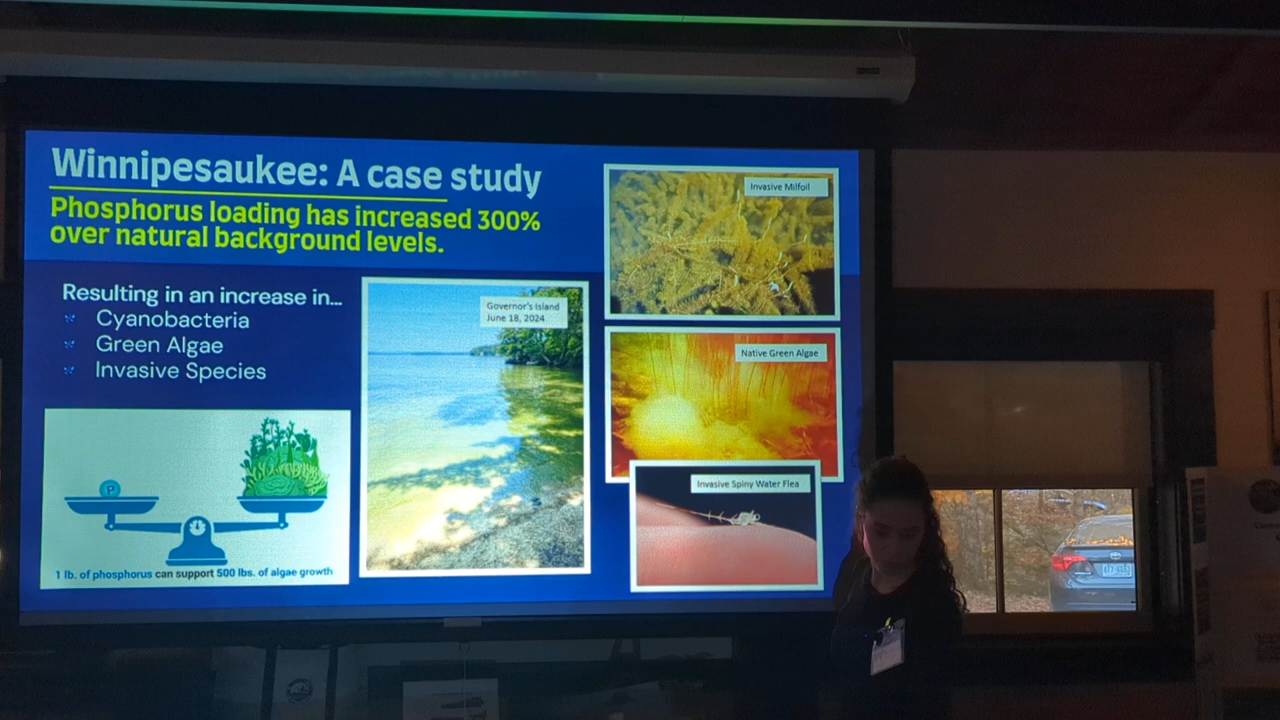 Winnipesaukee: A case study
Phosphorus loading has increased 300%
over natural background levels.
Resulting in an increase in...
Cyanobacteria
Green Algae
Invasive Species
P
1 lb. of phosphorus can support 500 lbs. of algae growth
Governor's Island
June 18, 2024
Invasive Milfoil
Native Green Algae
Invasive Spiny Water Flea